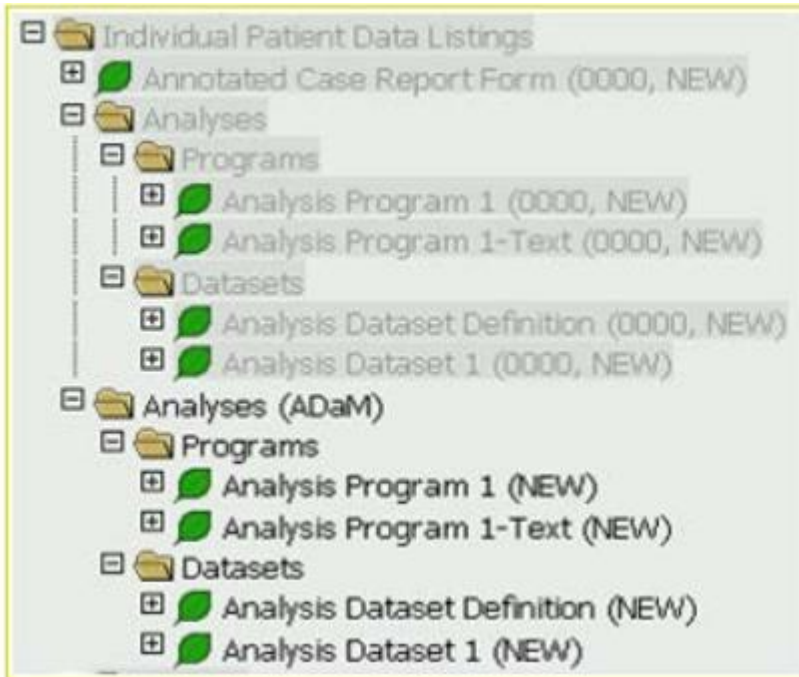 Individual Patient Data Listings
Annotated Case Report Form (0000, NEW)
Analyses
Programs
Analysis Program 1 (0000, NEW)
Analysis Program 1-Text (0000, NEW)
Datasets
Analysis Dataset Definition (0000, NEW)
Analysis Dataset 1 (0000, NEW)
Analyses (ADaM)
Programs
Analysis Program 1 (NEW)
Analysis Program 1-Text (NEW)
Datasets
Analysis Dataset Definition (NEW)
Analysis Dataset 1 (NEW)